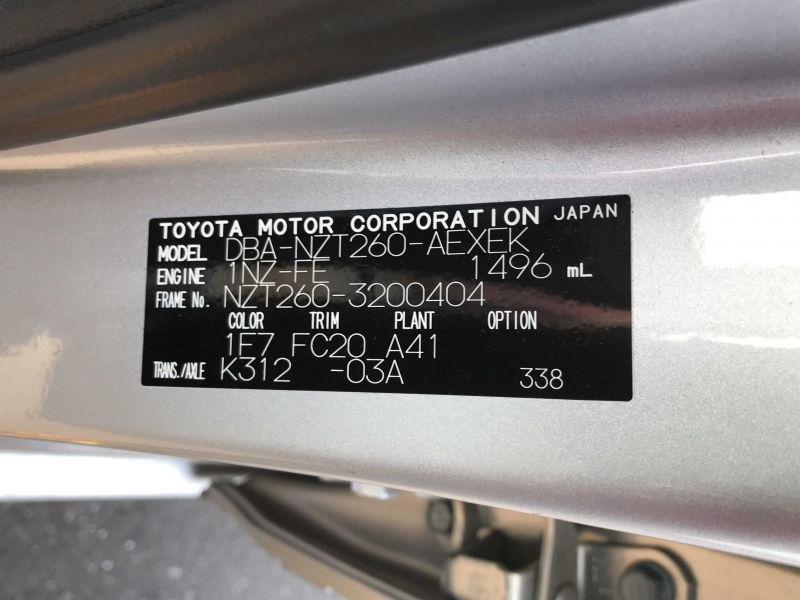 TOYOTA MOTOR CORPORATION JAPAN
MODEL DBA-NZT260-AEXEK
ENGINE 1NZ-FE 1496 mL
FRAME No. NZT260-3200404
COLOR TRIM PLANT OPTION
1F7 FC20 A41
TRANS./AXLE K312 -03A 338